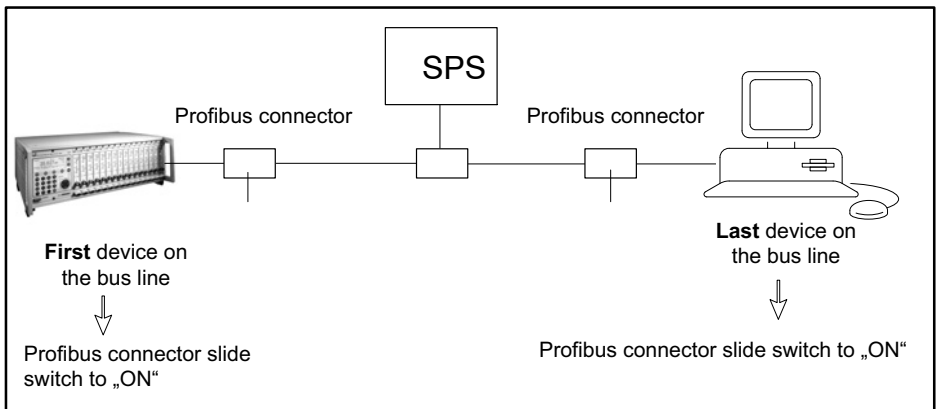 SPS
Profibus connector
Profibus connector
First device on
the bus line
Last device on
the bus line
Profibus connector slide
switch to „ON“
Profibus connector slide switch to „ON“